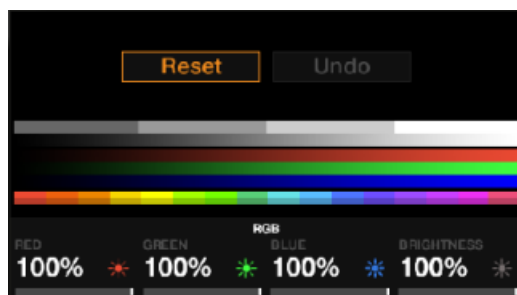 Reset Undo
RGB
RED GREEN BLUE BRIGHTNESS
100% 100% 100% 100%